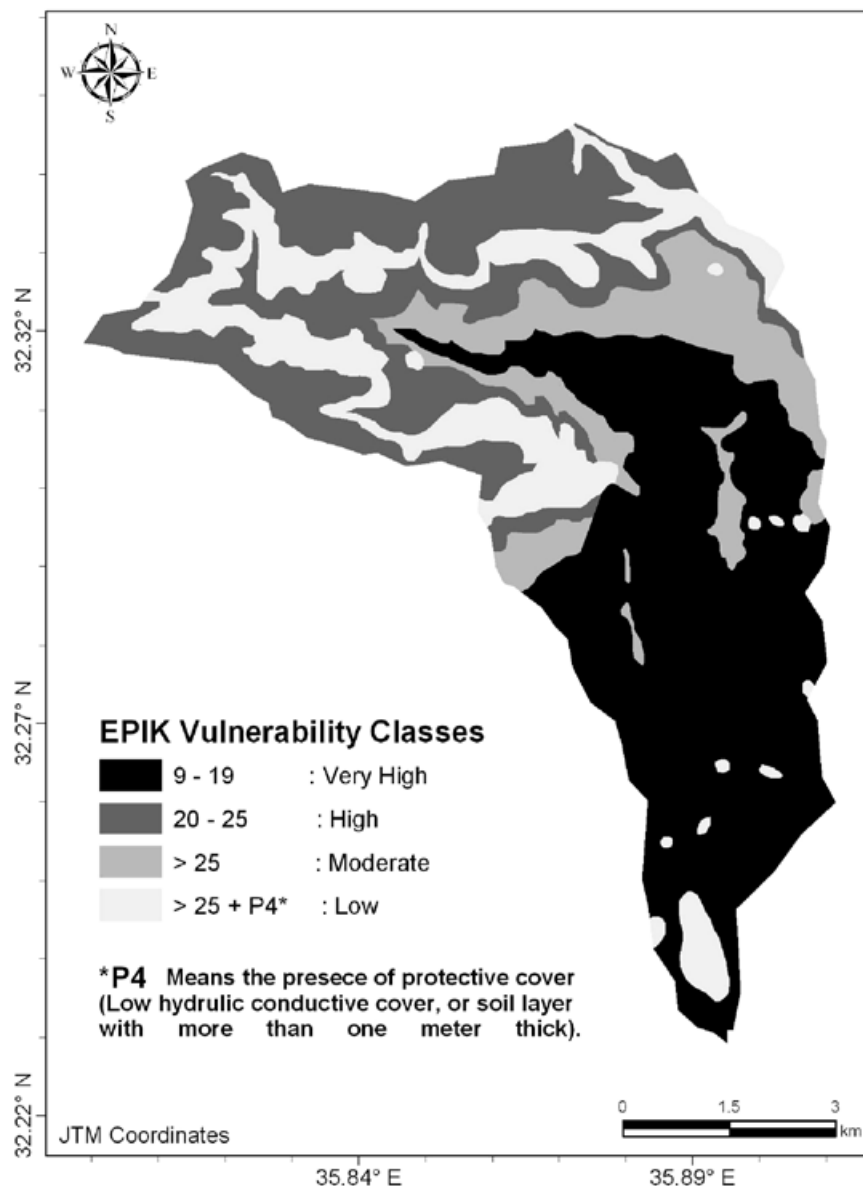 N
W E
S
32.32° N
32.27° N
32.22° N
EPIK Vulnerability Classes
9 - 19 : Very High
20 - 25 : High
> 25 : Moderate
> 25 + P4* : Low
*P4 Means the presece of protective cover
(Low hydrulic conductive cover, or soil layer
with more than one meter thick).
0 1.5 3
km
JTM Coordinates
35.84° E 35.89° E